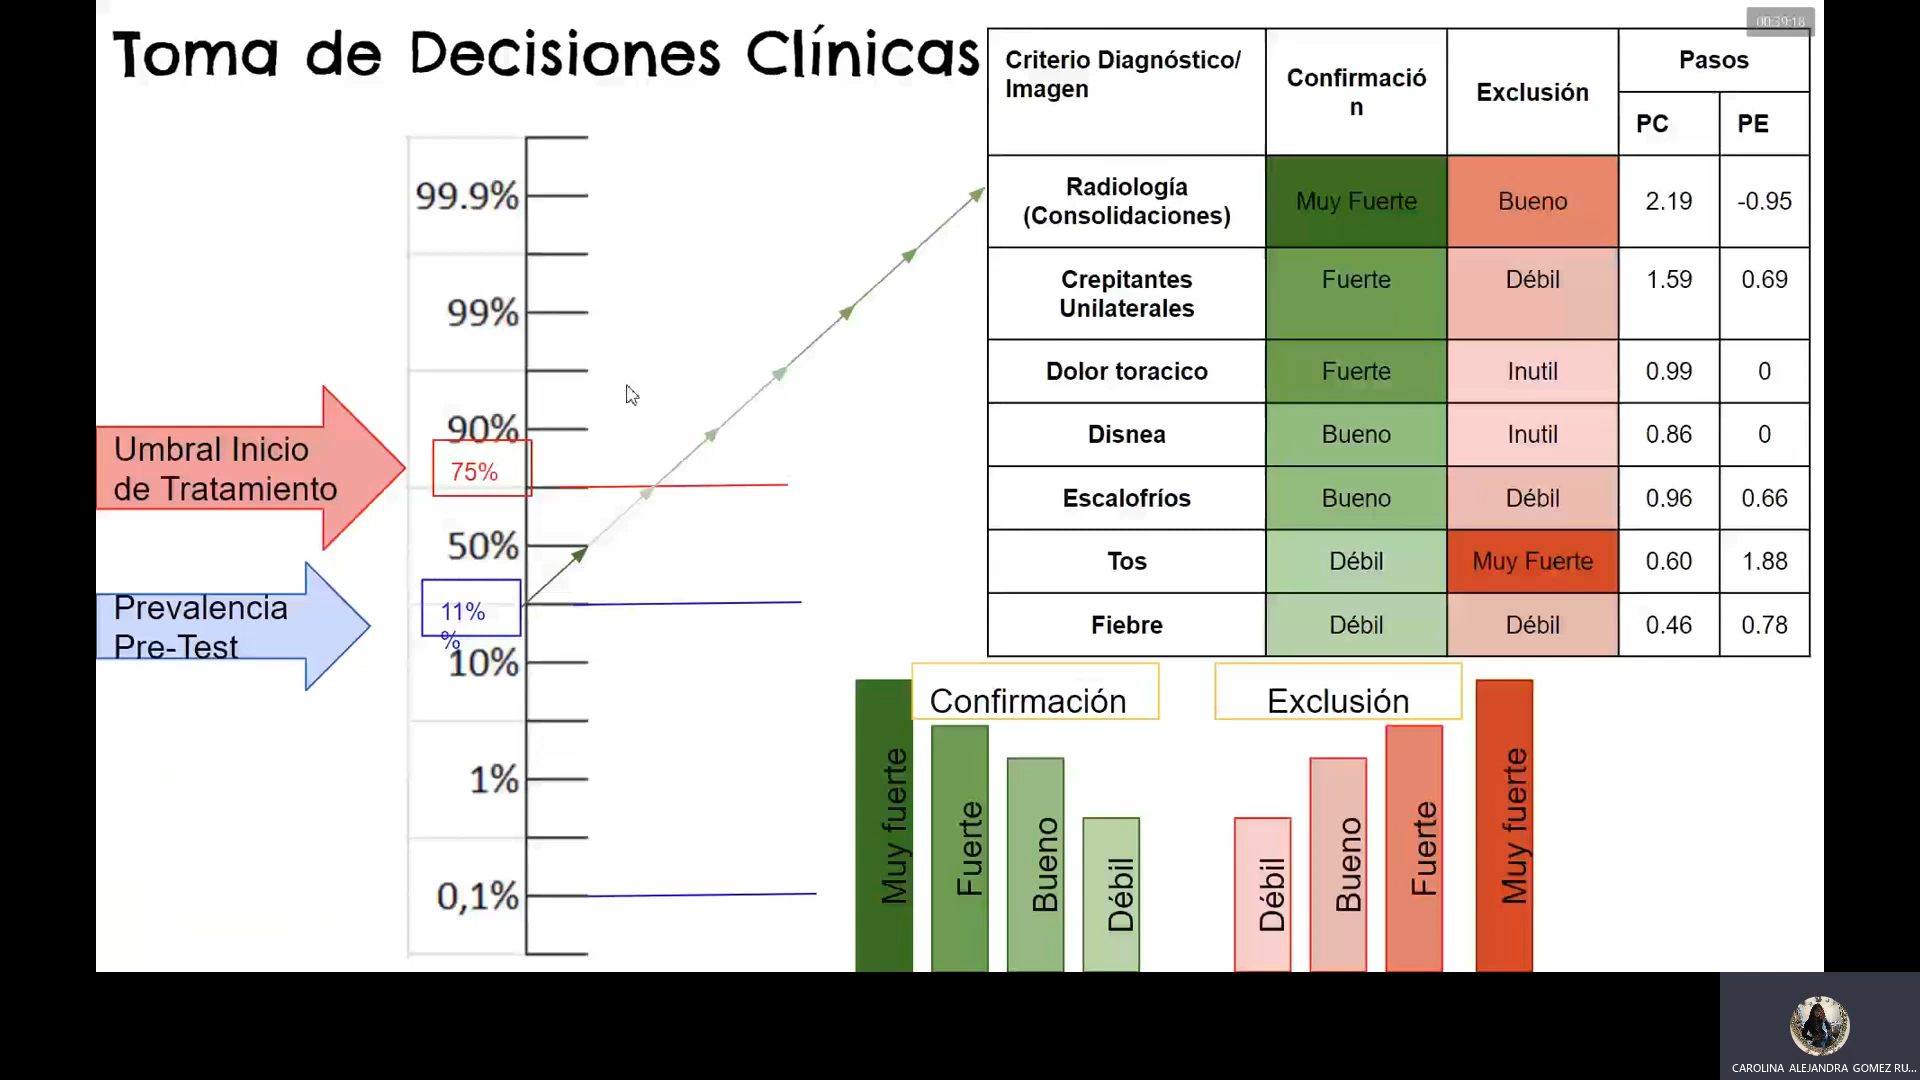 00:39:18
Toma de Decisiones Clínicas
Criterio Diagnóstico/
Imagen
Confirmació
n
Exclusión
Pasos
PC
PE
Radiología
(Consolidaciones)
Muy Fuerte
Bueno
2.19
-0.95
Crepitantes
Unilaterales
Fuerte
Débil
1.59
0.69
Dolor toracico
Fuerte
Inutil
0.99
0
Disnea
Bueno
Inutil
0.86
0
Escalofríos
Bueno
Débil
0.96
0.66
Tos
Débil
Muy Fuerte
0.60
1.88
Fiebre
Débil
Débil
0.46
0.78
99.9%
99%
90%
75%
50%
11%
%
10%
1%
0,1%
Umbral Inicio
de Tratamiento
Prevalencia
Pre-Test
Confirmación
Muy fuerte
Fuerte
Bueno
Débil
Exclusión
Débil
Bueno
Fuerte
Muy fuerte
CAROLINA ALEJANDRA GOMEZ RU...